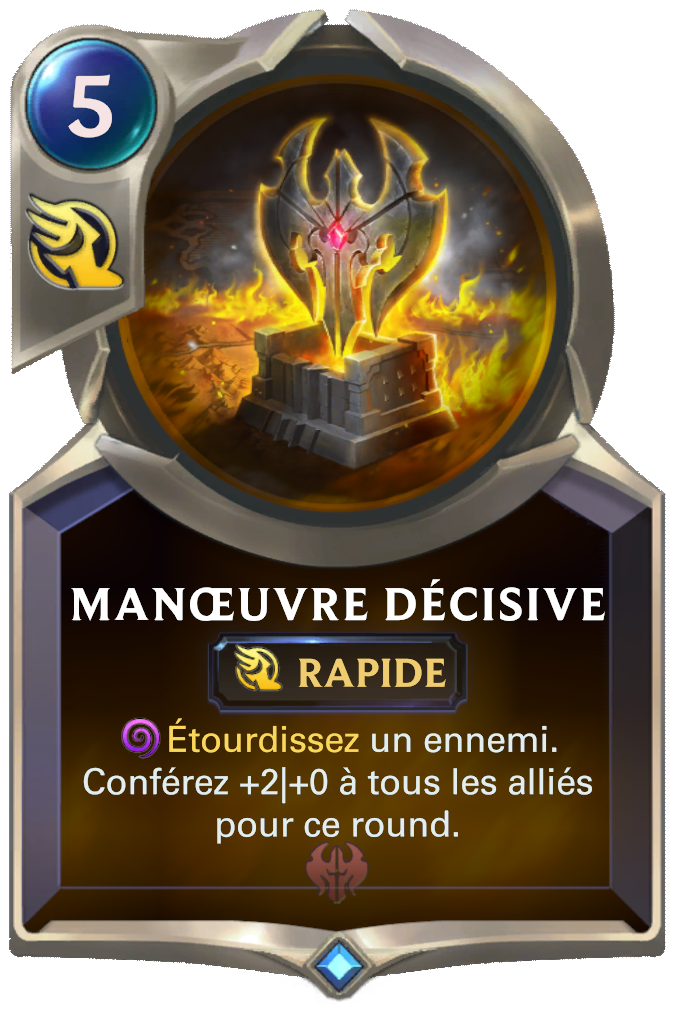 5
MANŒUVRE DÉCISIVE
RAPIDE
Étourdissez un ennemi.
Conférez +2|+0 à tous les alliés
pour ce round.